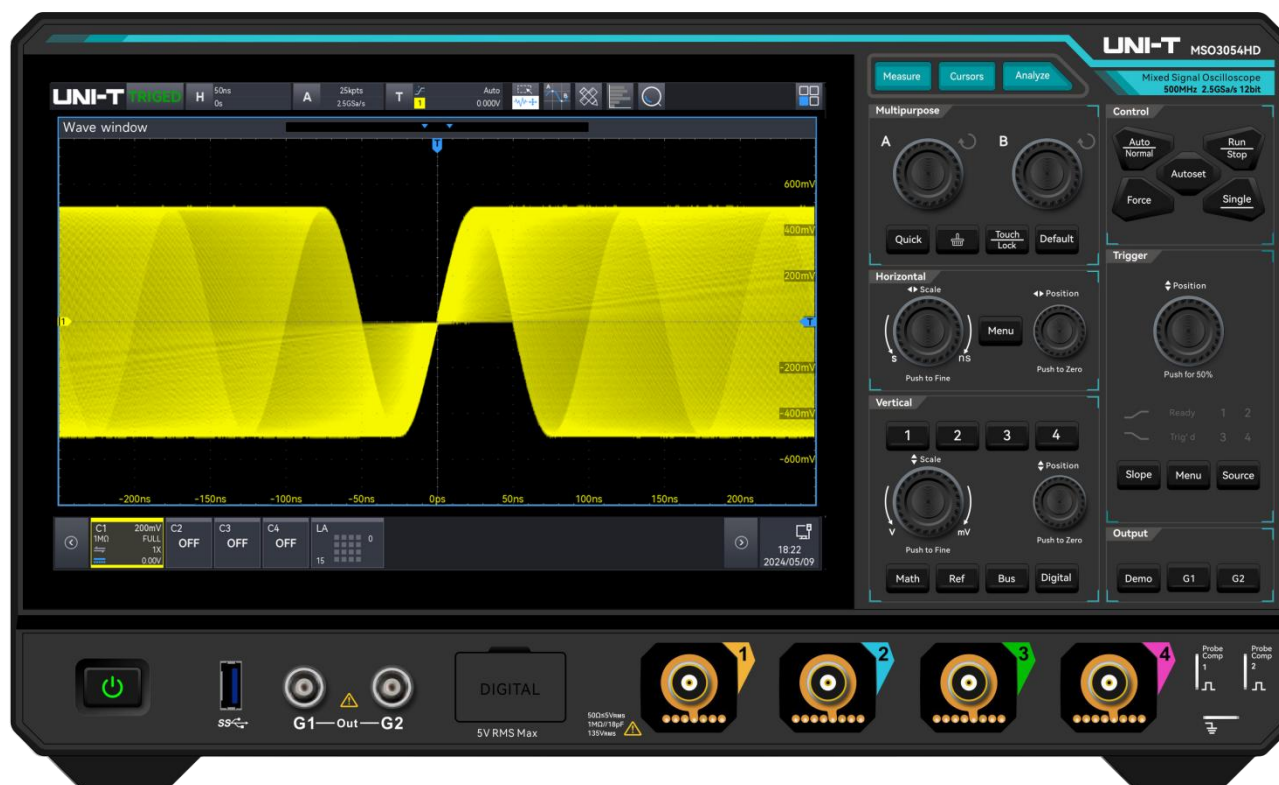 UNI-T MSO3054HD
Mixed Signal Oscilloscope
500MHz 2.5GSa/s 12bit
Measure Cursors Analyze
UNI-T TRIGED H 50ns 0s A 25kpts 2.5GSa/s T 1 Auto 0.000V
Wave window
T
600mV
400mV
200mV
1 T
-200mV
-400mV
-600mV
-200ns -150ns -100ns -50ns 0ps 50ns 100ns 150ns 200ns
C1 200mV
1MΩ FULL
1X
0.00V
C2
OFF
C3
OFF
C4
OFF
LA
0
15
18:22
2024/05/09
Multipurpose
A B
Quick Touch Lock Default
Horizontal
Scale
Position
Menu
s ns
Push to Fine
Push to Zero
Vertical
1 2 3 4
Scale
Position
V mV
Push to Fine
Push to Zero
Math Ref Bus Digital
Control
Auto
Normal
Run
Stop
Autoset
Force
Single
Trigger
Position
Push for 50%
Ready 1 2
Trig'd 3 4
Slope Menu Source
Output
Demo G1 G2
SS
G1 Out G2
DIGITAL
5V RMS Max
50Ω≤5VRMS
1MΩ//18pF
135VRMS
1
2
3
4
Probe
Comp
1
Probe
Comp
2